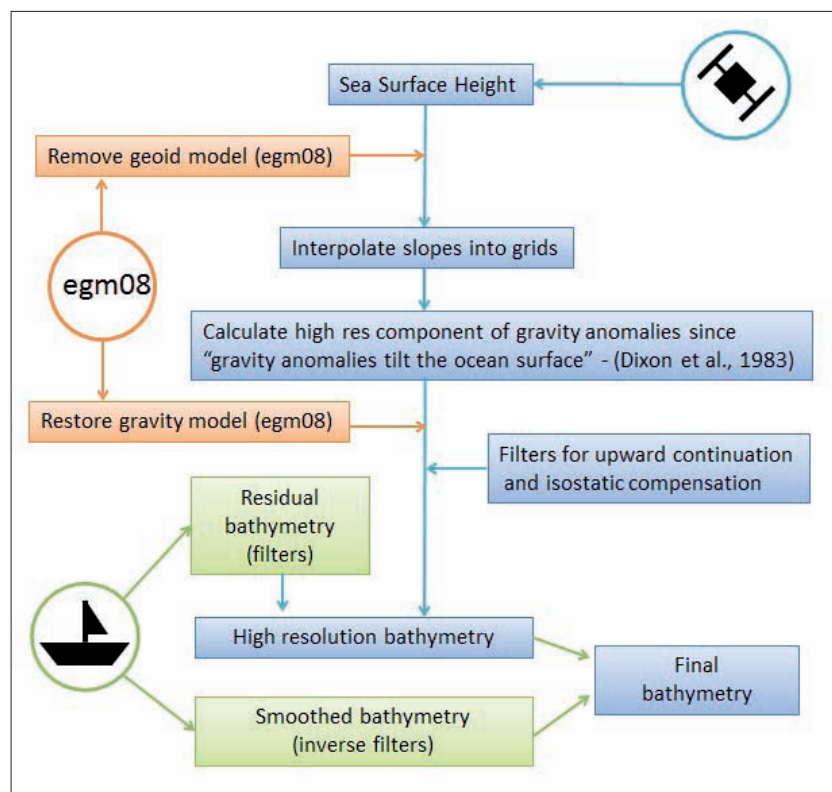 Sea Surface Height
Remove geoid model (egm08)
egm08
Interpolate slopes into grids
Calculate high res component of gravity anomalies since
“gravity anomalies tilt the ocean surface” - (Dixon et al., 1983)
Restore gravity model (egm08)
Filters for upward continuation
and isostatic compensation
Residual
bathymetry
(filters)
High resolution bathymetry
Final
bathymetry
Smoothed bathymetry
(inverse filters)